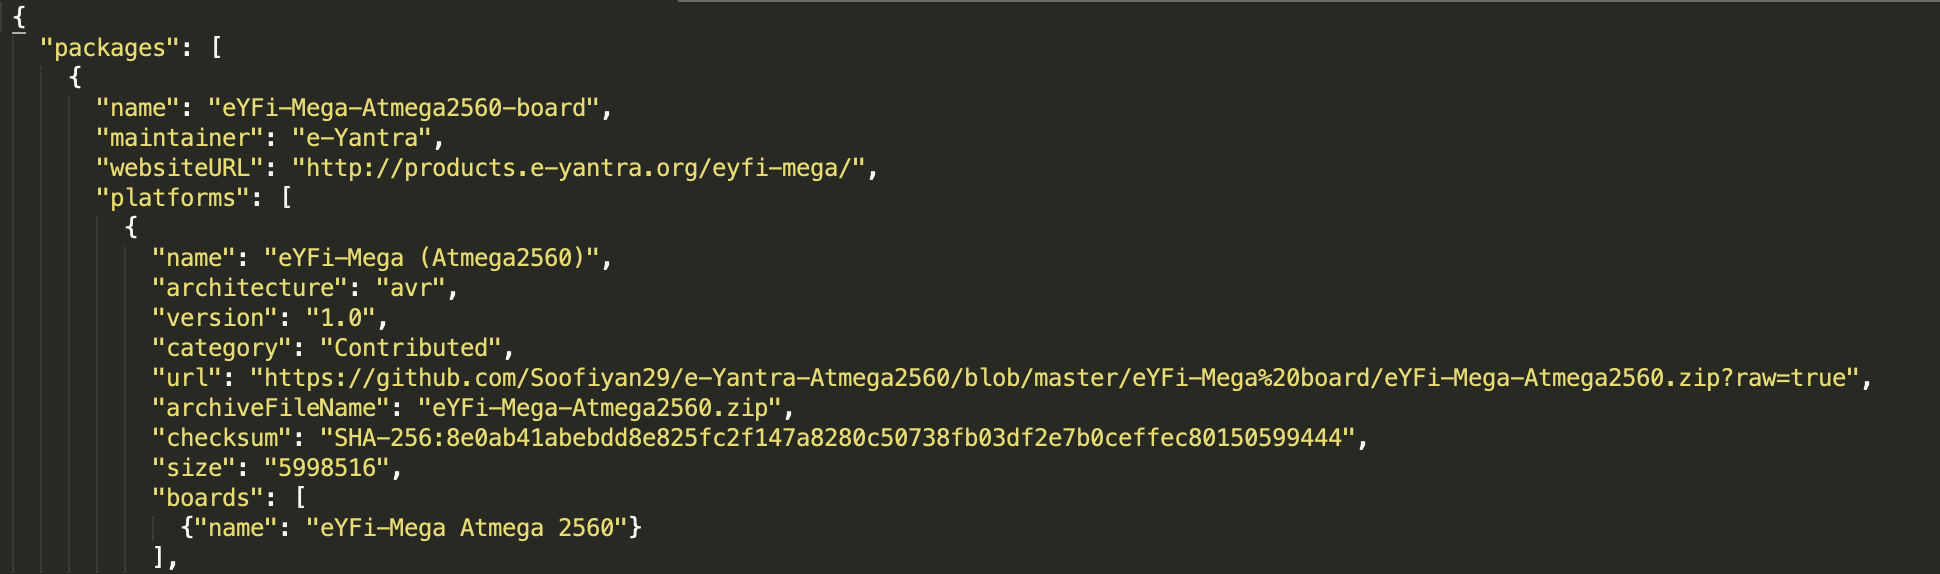 {
"packages": [
{
"name": "eYFi-Mega-Atmega2560-board",
"maintainer": "e-Yantra",
"websiteURL": "http://products.e-yantra.org/eyfi-mega/",
"platforms": [
{
"name": "eYFi-Mega (Atmega2560)",
"architecture": "avr",
"version": "1.0",
"category": "Contributed",
"url": "https://github.com/Soofiyan29/e-Yantra-Atmega2560/blob/master/eYFi-Mega%20board/eYFi-Mega-Atmega2560.zip?raw=true",
"archiveFileName": "eYFi-Mega-Atmega2560.zip",
"checksum": "SHA-256:8e0ab41abebdd8e825fc2f147a8280c50738fb03df2e7b0ceffec80150599444",
"size": "5998516",
"boards": [
{"name": "eYFi-Mega Atmega 2560"}
],